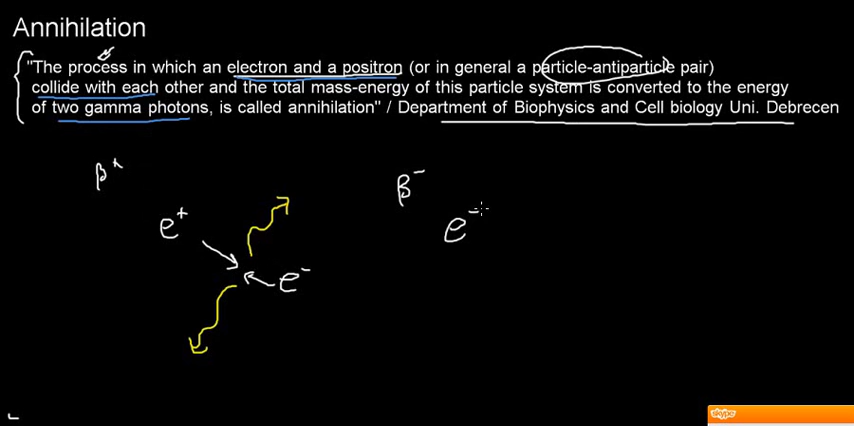 Annihilation
"The process in which an electron and a positron (or in general a particle-antiparticle pair)
collide with each other and the total mass-energy of this particle system is converted to the energy
of two gamma photons, is called annihilation" / Department of Biophysics and Cell biology Uni. Debrecen
β+
β-
e+
e-
e-
skype